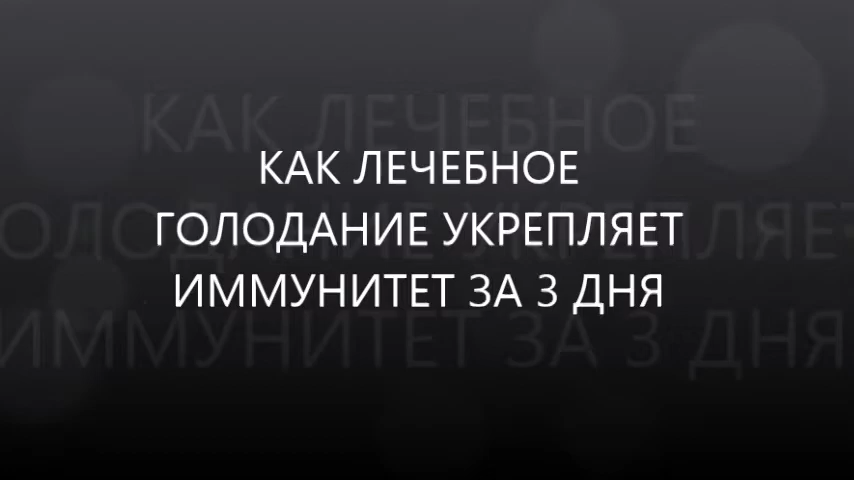 КАК ЛЕЧЕБНОЕ
ГОЛОДАНИЕ УКРЕПЛЯЕТ
ИММУНИТЕТ ЗА 3 ДНЯ